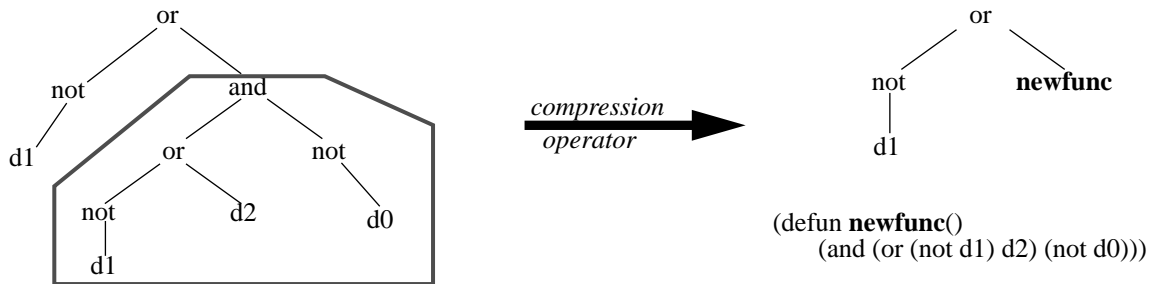 or
not
and
d1
or
not
not
d2
d0
d1
compression
operator
or
not
newfunc
d1
(defun newfunc()
(and (or (not d1) d2) (not d0)))